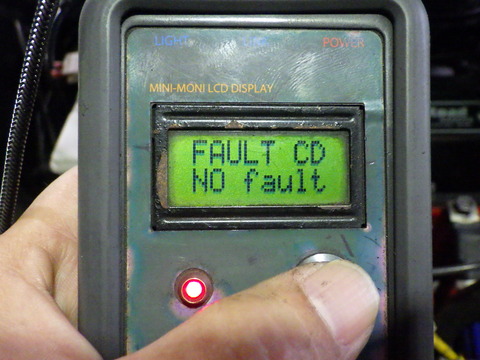 LIGHT POWER
MINI-MONI LCD DISPLAY
FAULT CD
NO fault